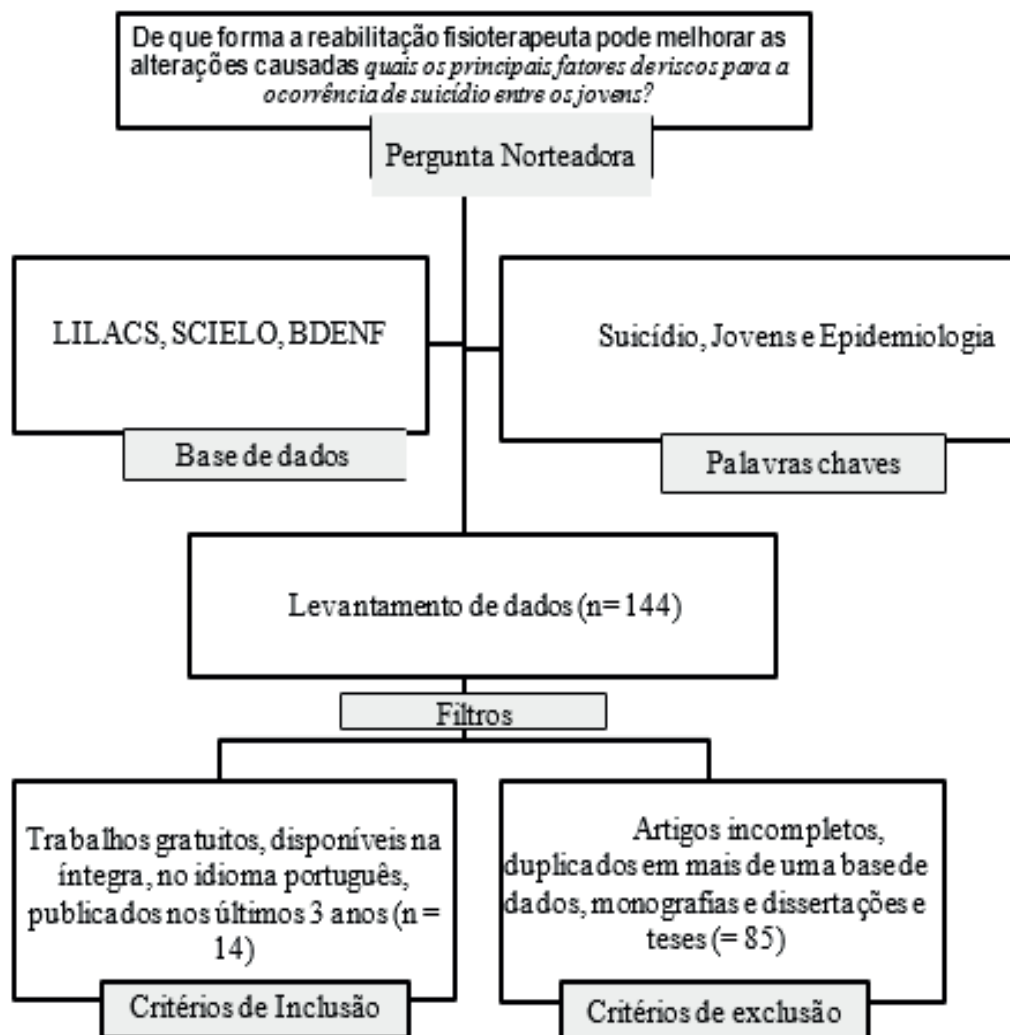 De que forma a reabilitação fisioterapeuta pode melhorar as
alterações causadas quais os principais fatores de riscos para a
ocorrência de suicídio entre os jovens?
Pergunta Norteadora
LILACS, SCIELO, BDENF
Base de dados
Suicídio, Jovens e Epidemiologia
Palavras chaves
Levantamento de dados (n= 144)
Filtros
Trabalhos gratuitos, disponíveis na
íntegra, no idioma português,
publicados nos últimos 3 anos (n =
14)
Critérios de Inclusão
Artigos incompletos,
duplicados em mais de uma base de
dados, monografias e dissertações e
teses (= 85)
Critérios de exclusão